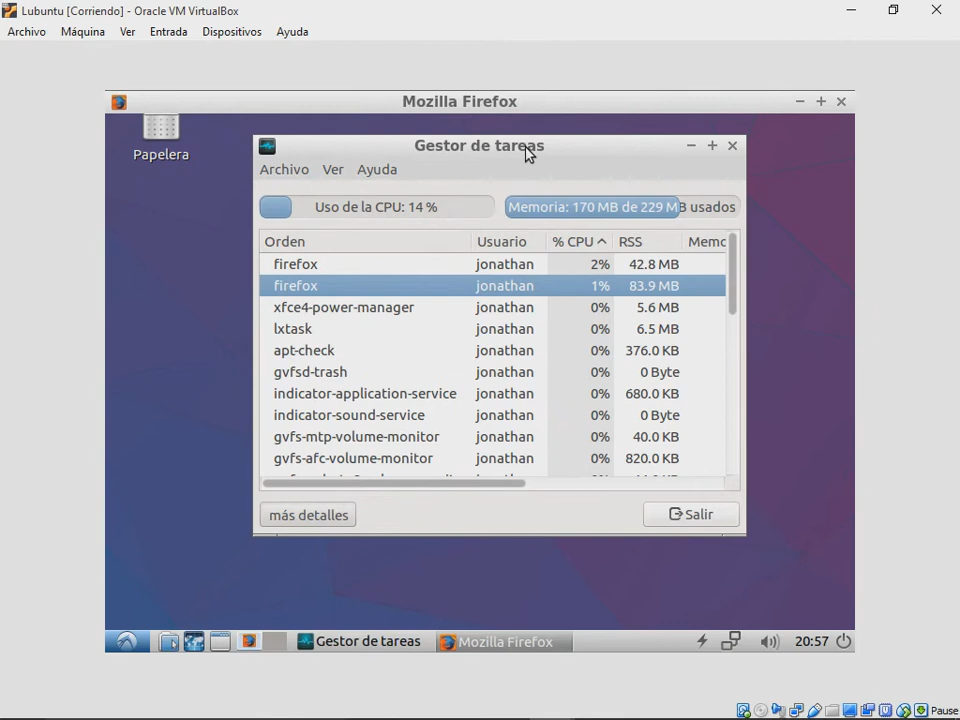 Lubuntu [Corriendo] - Oracle VM VirtualBox
Archivo Máquina Ver Entrada Dispositivos Ayuda
Mozilla Firefox
Papelera
Gestor de tareas
Archivo Ver Ayuda
Uso de la CPU: 14 % Memoria: 170 MB de 229 MB usados
Orden Usuario % CPU RSS Memo
firefox jonathan 2% 42.8 MB
firefox jonathan 1% 83.9 MB
xfce4-power-manager jonathan 0% 5.6 MB
lxtask jonathan 0% 6.5 MB
apt-check jonathan 0% 376.0 KB
gvfsd-trash jonathan 0% 0 Byte
indicator-application-service jonathan 0% 680.0 KB
indicator-sound-service jonathan 0% 0 Byte
gvfs-mtp-volume-monitor jonathan 0% 40.0 KB
gvfs-afc-volume-monitor jonathan 0% 820.0 KB
más detalles Salir
Gestor de tareas Mozilla Firefox 20:57
Pause